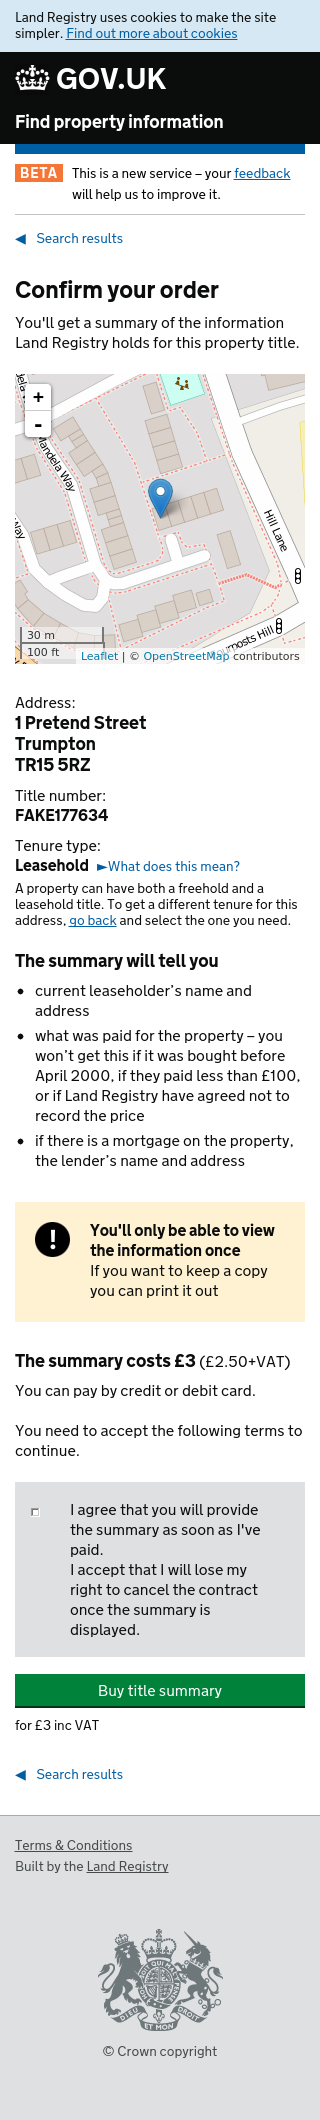 Land Registry uses cookies to make the site
simpler. Find out more about cookies
GOV.UK
Find property information
BETA
This is a new service – your feedback
will help us to improve it.
◀ Search results
Confirm your order
You'll get a summary of the information
Land Registry holds for this property title.
+
-
Mandela Way
Way
Hill Lane
30 m
100 ft
Leaflet | © OpenStreetMap contributors
Address:
1 Pretend Street
Trumpton
TR15 5RZ
Title number:
FAKE177634
Tenure type:
Leasehold ►What does this mean?
A property can have both a freehold and a
leasehold title. To get a different tenure for this
address, go back and select the one you need.
The summary will tell you
• current leaseholder’s name and
address
• what was paid for the property – you
won’t get this if it was bought before
April 2000, if they paid less than £100,
or if Land Registry have agreed not to
record the price
• if there is a mortgage on the property,
the lender’s name and address
!
You'll only be able to view
the information once
If you want to keep a copy
you can print it out
The summary costs £3 (£2.50+VAT)
You can pay by credit or debit card.
You need to accept the following terms to
continue.
I agree that you will provide
the summary as soon as I've
paid.
I accept that I will lose my
right to cancel the contract
once the summary is
displayed.
Buy title summary
for £3 inc VAT
◀ Search results
Terms & Conditions
Built by the Land Registry
© Crown copyright